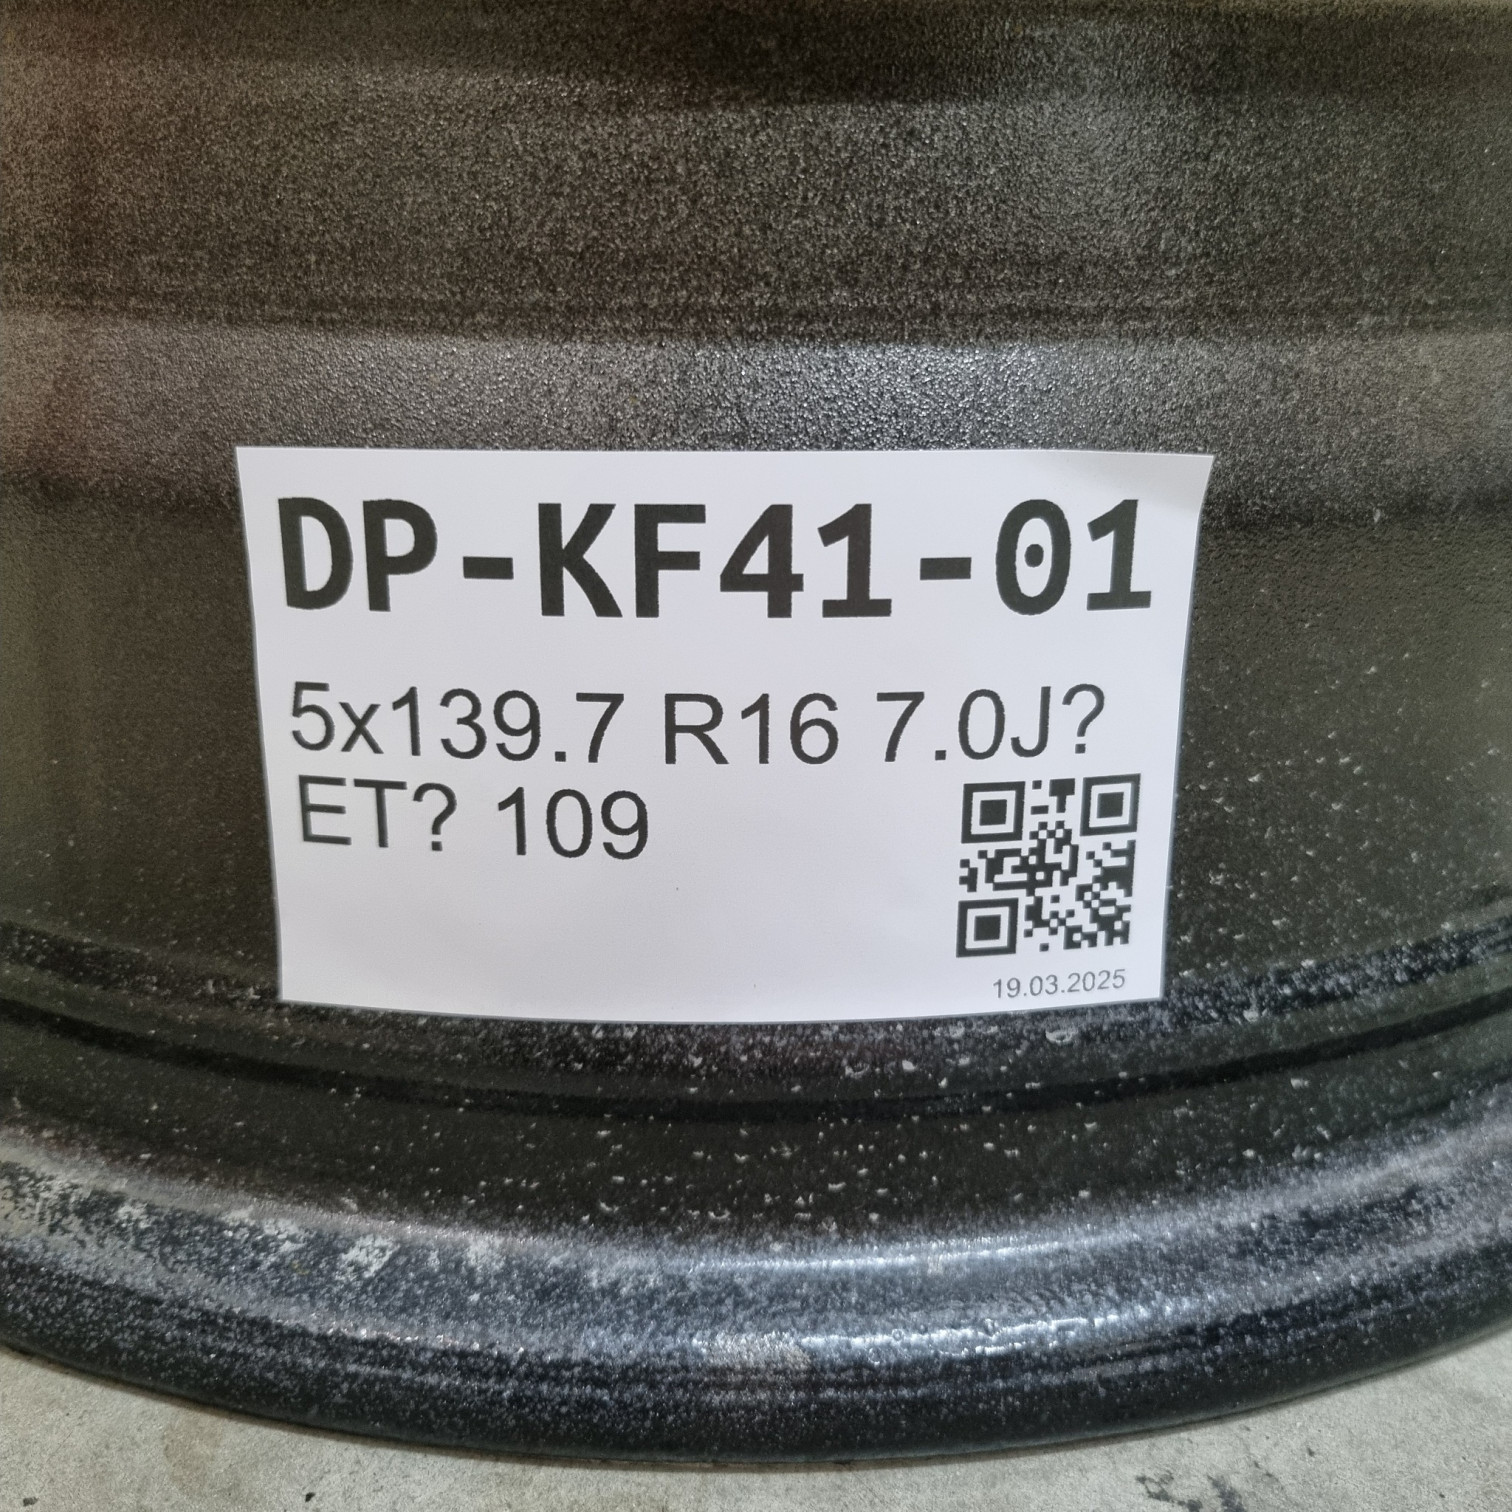 DP-KF41-01
5x139.7 R16 7.0J?
ET? 109
19.03.2025